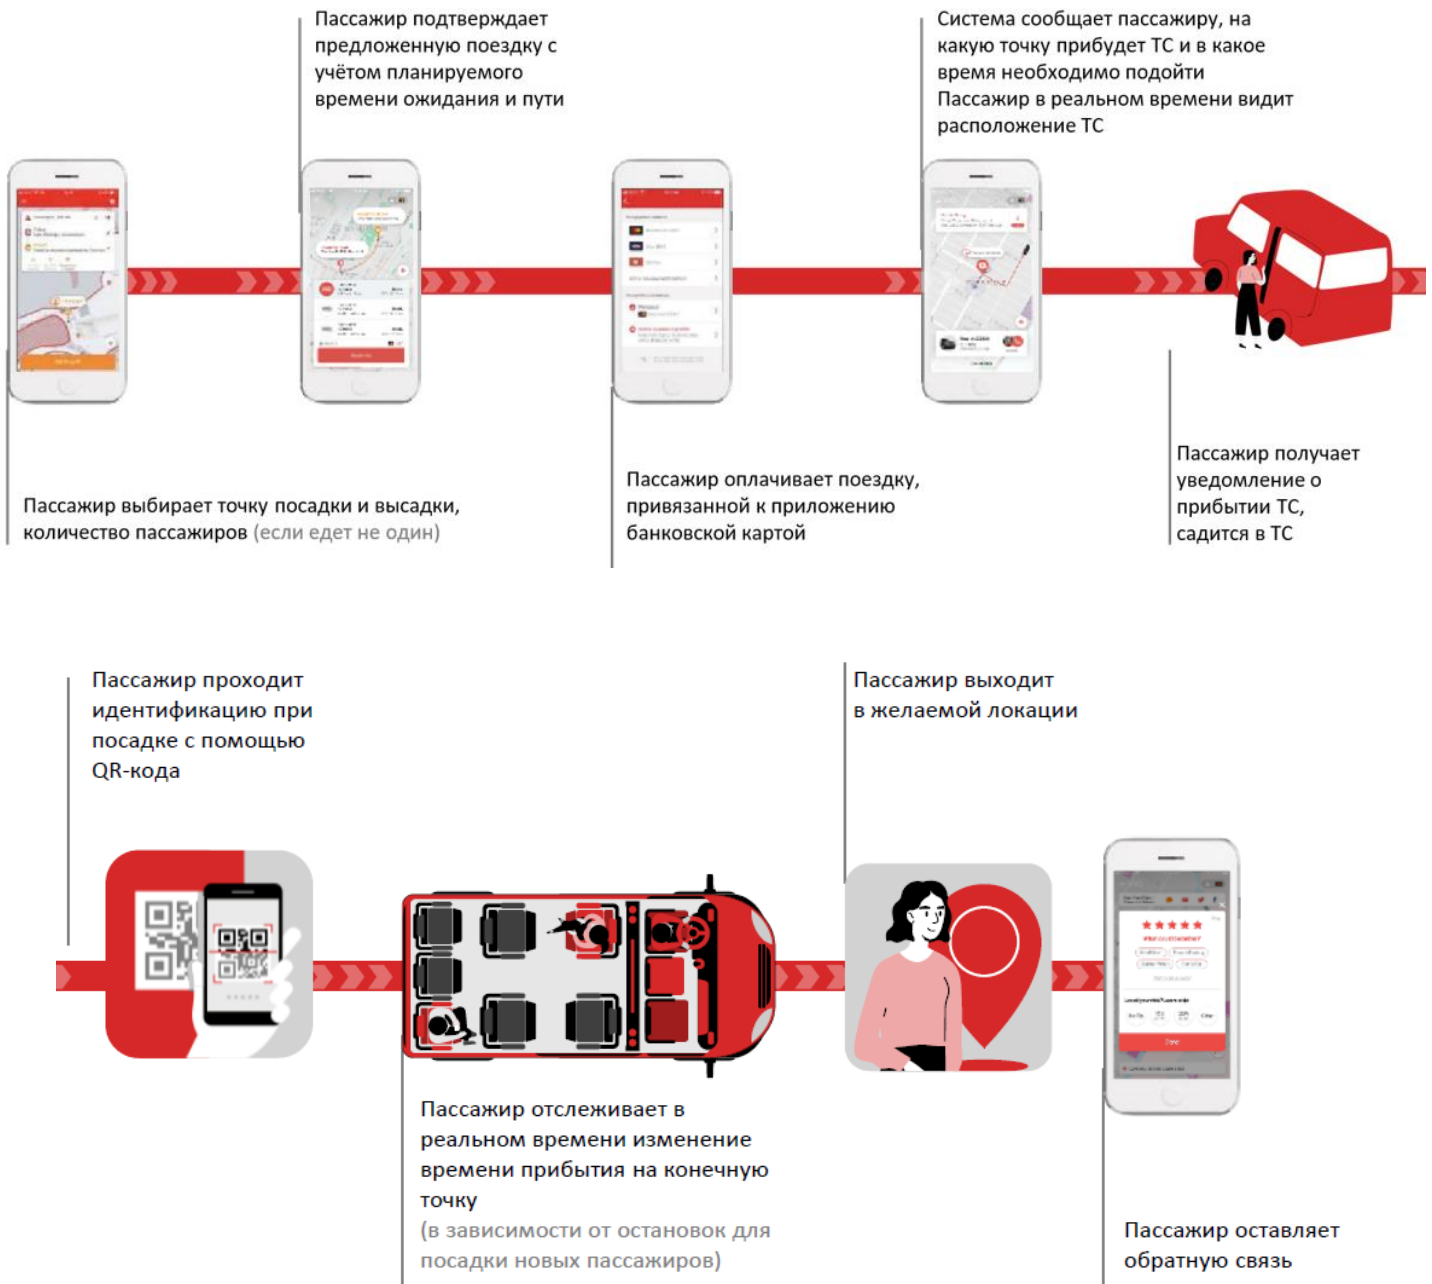 Пассажир подтверждает
предложенную поездку с
учётом планируемого
времени ожидания и пути
Система сообщает пассажиру, на
какую точку прибудет ТС и в какое
время необходимо подойти
Пассажир в реальном времени видит
расположение ТС
Пассажир выбирает точку посадки и высадки,
количество пассажиров (если едет не один)
Пассажир оплачивает поездку,
привязанной к приложению
банковской картой
Пассажир получает
уведомление о
прибытии ТС,
садится в ТС
Пассажир проходит
идентификацию при
посадке с помощью
QR-кода
Пассажир выходит
в желаемой локации
Пассажир отслеживает в
реальном времени изменение
времени прибытия на конечную
точку
(в зависимости от остановок для
посадки новых пассажиров)
Пассажир оставляет
обратную связь